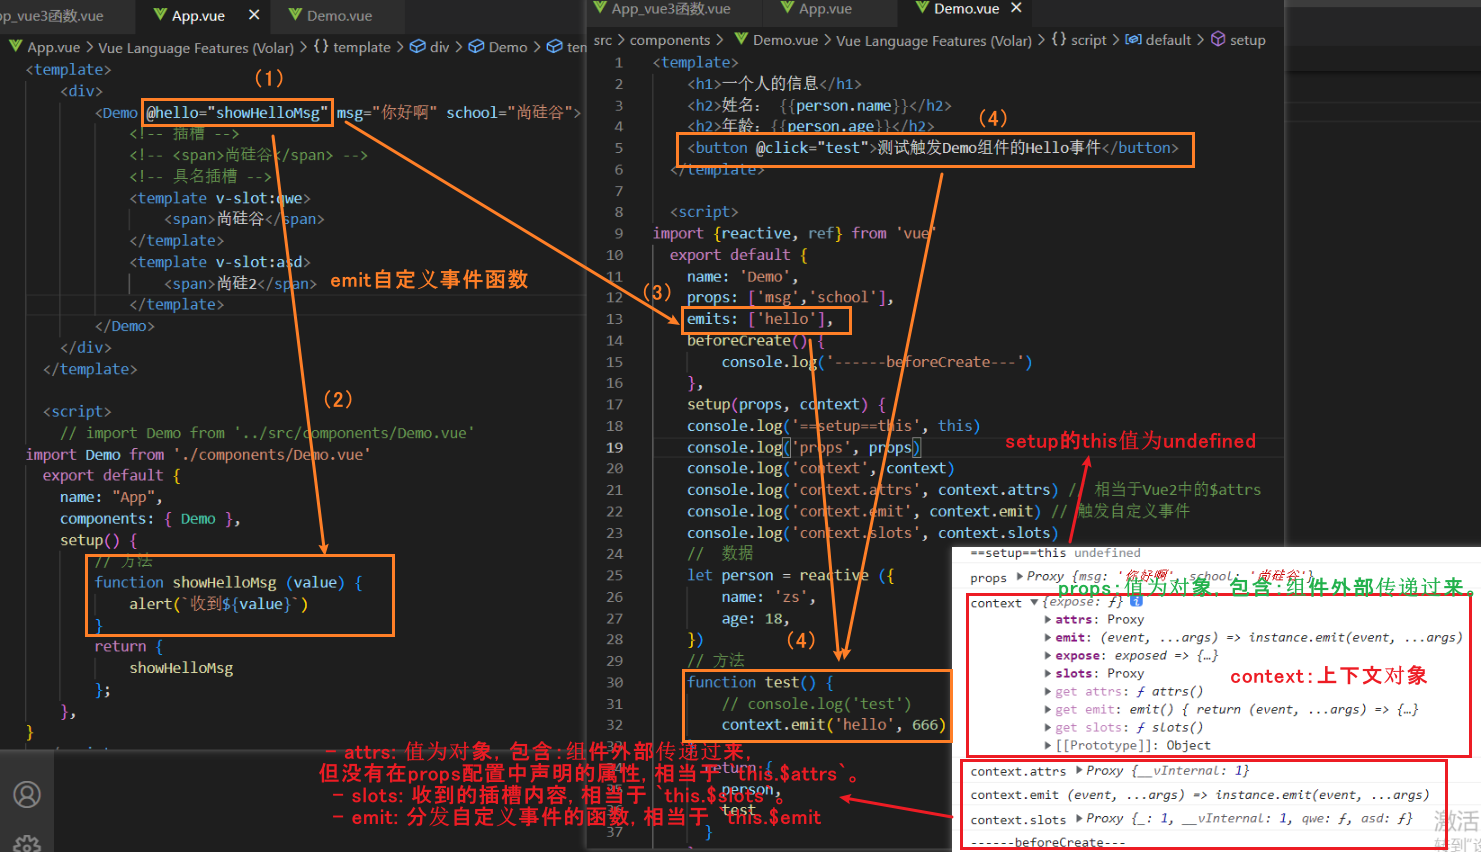 pp_vue3函数.vue
App.vue
Demo.vue
App.vue > Vue Language Features (Volar) > {} template > div > Demo > ten
<template>
（1）
<div>
<Demo @hello="showHelloMsg" msg="你好啊" school="尚硅谷">
<!-- 插槽 -->
<!-- <span>尚硅谷</span> -->
<!-- 具名插槽 -->
<template v-slot:qwe>
<span>尚硅谷</span>
</template>
<template v-slot:asd>
<span>尚硅2</span>
emit自定义事件函数
</template>
</Demo>
</div>
</template>
（2）
<script>
// import Demo from '../src/components/Demo.vue'
import Demo from './components/Demo.vue'
export default {
name: "App",
components: { Demo },
setup() {
// 方法
function showHelloMsg (value) {
alert(`收到${value}`)
}
return {
showHelloMsg
};
},
}
App_vue3函数.vue
App.vue
Demo.vue
src > components > Demo.vue > Vue Language Features (Volar) > {} script > default > setup
1 <template>
2 <h1>一个人的信息</h1>
3 <h2>姓名： {{person.name}}</h2>
4 <h2>年龄：{{person.age}}</h2>
（4）
5 <button @click="test">测试触发Demo组件的Hello事件</button>
6 </template>
7
8 <script>
9 import {reactive, ref} from 'vue'
10 export default {
11 name: 'Demo',
（3）
12 props: ['msg','school'],
13 emits: ['hello'],
14 beforeCreate() {
15 console.log('------beforeCreate---')
16 },
17 setup(props, context) {
18 console.log('==setup==this', this)
19 console.log('props', props)
setup的this值为undefined
20 console.log('context', context)
21 console.log('context.attrs', context.attrs) // 相当于Vue2中的$attrs
22 console.log('context.emit', context.emit) // 触发自定义事件
23 console.log('context.slots', context.slots)
24 // 数据
25 let person = reactive ({
26 name: 'zs',
27 age: 18,
28 })
（4）
29 // 方法
30 function test() {
31 // console.log('test')
32 context.emit('hello', 666)
return {
person,
test
37 }
- attrs: 值为对象, 包含:组件外部传递过来,
但没有在props配置中声明的属性, 相当于 `this.$attrs`。
- slots: 收到的插槽内容, 相当于 `this.$slots`。
- emit: 分发自定义事件的函数, 相当于 `this.$emit
==setup==this undefined
props Proxy {msg: '你好啊', school: '尚硅谷'}
props:值为对象, 包含:组件外部传递过来。
context {expose: ƒ}
attrs: Proxy
emit: (event, ...args) => instance.emit(event, ...args)
expose: exposed => {…}
slots: Proxy
context:上下文对象
get attrs: ƒ attrs()
get emit: emit() { return (event, ...args) => {…}
get slots: ƒ slots()
[[Prototype]]: Object
context.attrs Proxy {__vInternal: 1}
context.emit (event, ...args) => instance.emit(event, ...args)
context.slots Proxy {_: 1, __vInternal: 1, qwe: ƒ, asd: ƒ}
------beforeCreate---
激活
转到"设